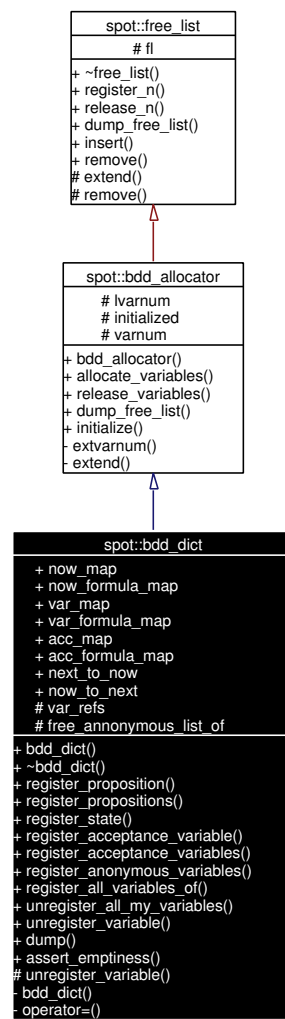 spot::free_list
# fl
+ ~free_list()
+ register_n()
+ release_n()
+ dump_free_list()
+ insert()
+ remove()
# extend()
# remove()
spot::bdd_allocator
# lvarnum
# initialized
# varnum
+ bdd_allocator()
+ allocate_variables()
+ release_variables()
+ dump_free_list()
+ initialize()
- extvarnum()
- extend()
spot::bdd_dict
+ now_map
+ now_formula_map
+ var_map
+ var_formula_map
+ acc_map
+ acc_formula_map
+ next_to_now
+ now_to_next
# var_refs
# free_annonymous_list_of
+ bdd_dict()
+ ~bdd_dict()
+ register_proposition()
+ register_propositions()
+ register_state()
+ register_acceptance_variable()
+ register_acceptance_variables()
+ register_anonymous_variables()
+ register_all_variables_of()
+ unregister_all_my_variables()
+ unregister_variable()
+ dump()
+ assert_emptiness()
# unregister_variable()
- bdd_dict()
- operator=()